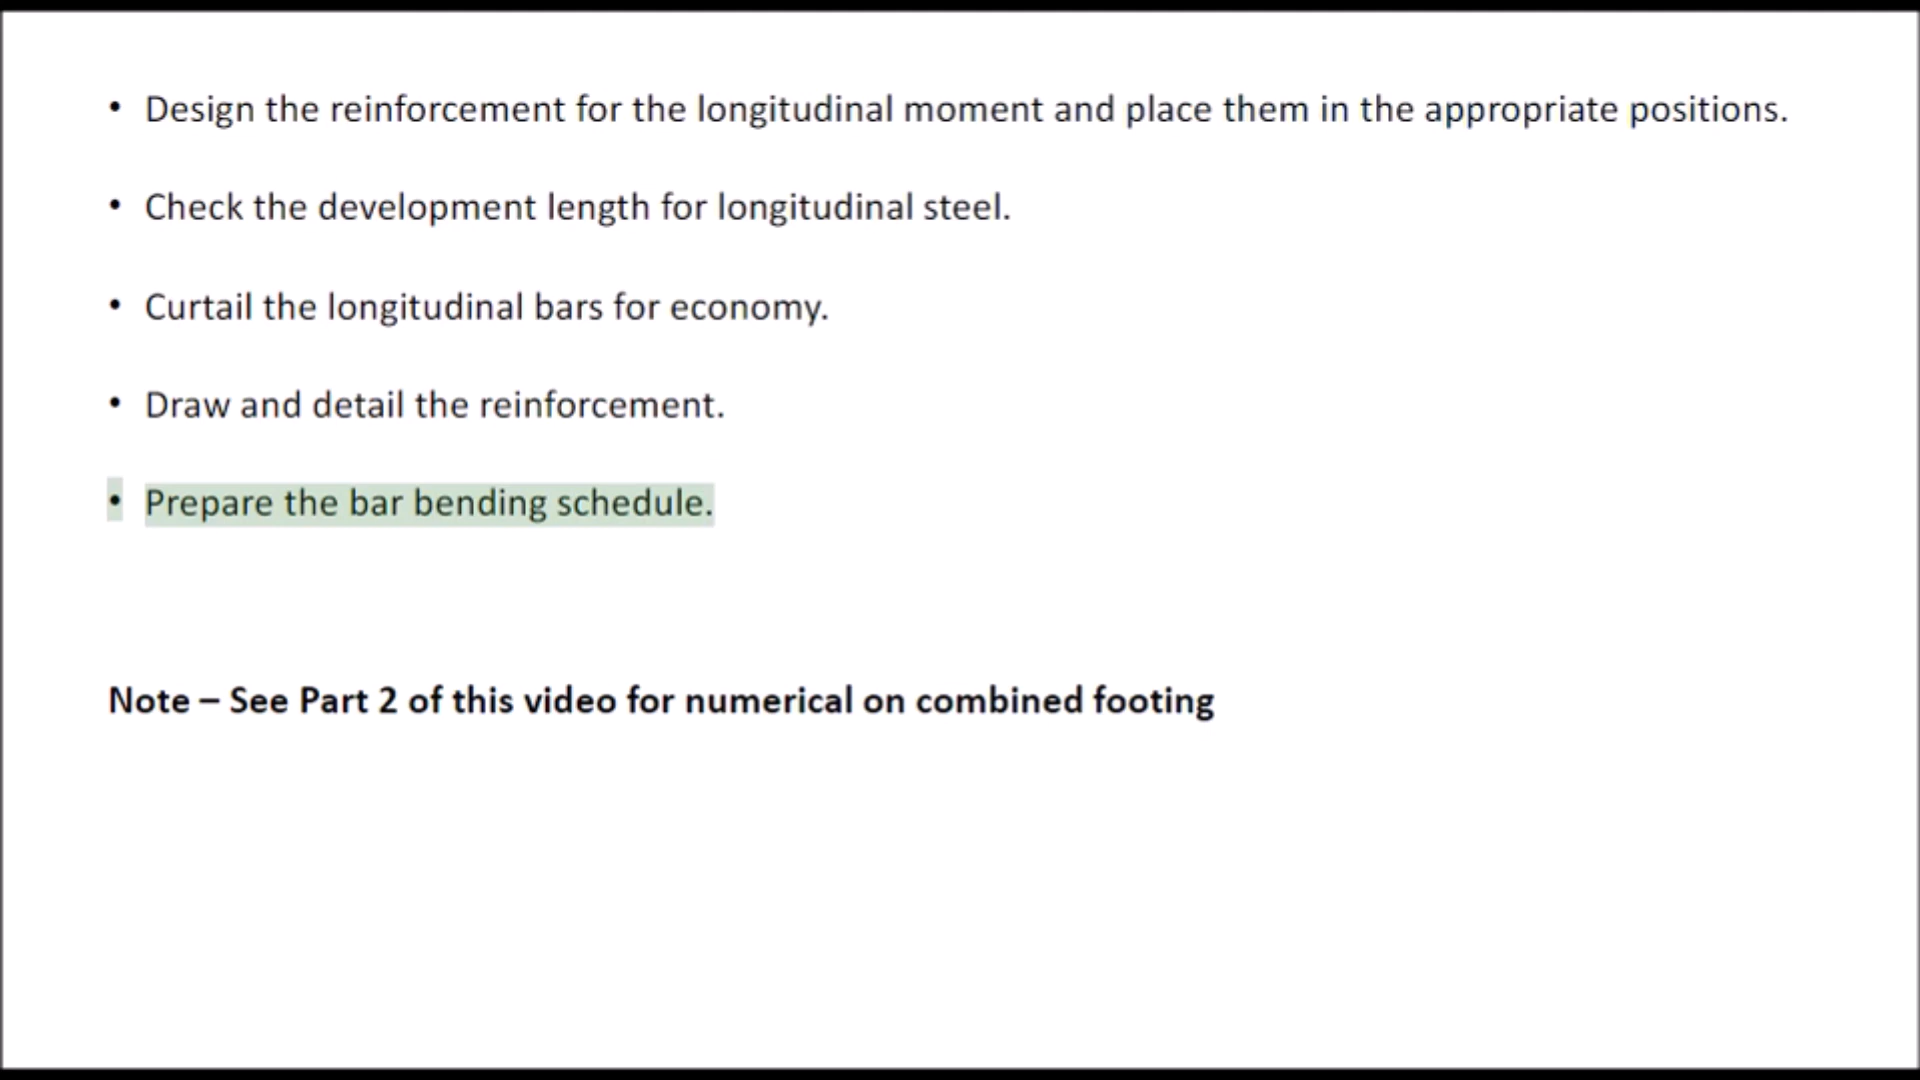 • Design the reinforcement for the longitudinal moment and place them in the appropriate positions.
• Check the development length for longitudinal steel.
• Curtail the longitudinal bars for economy.
• Draw and detail the reinforcement.
• Prepare the bar bending schedule.
Note – See Part 2 of this video for numerical on combined footing